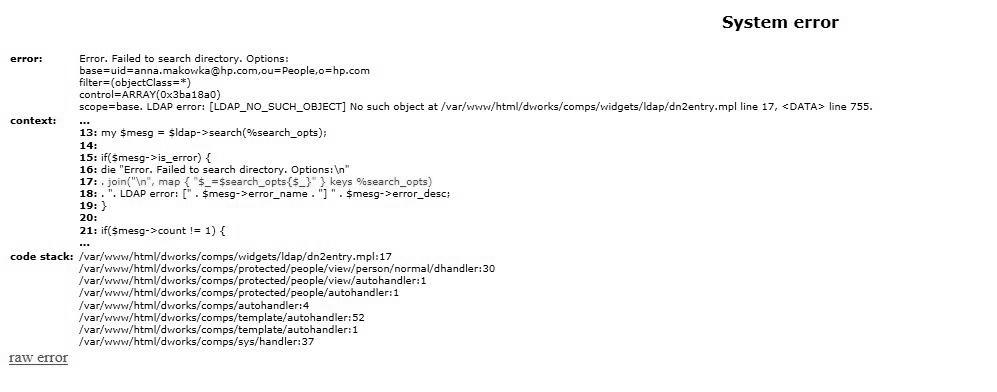 System error
error: Error. Failed to search directory. Options:
base=uid=anna.makowka@hp.com,ou=People,o=hp.com
filter=(objectClass=*)
control=ARRAY(0x3ba18a0)
scope=base. LDAP error: [LDAP_NO_SUCH_OBJECT] No such object at /var/www/html/dworks/comps/widgets/ldap/dn2entry.mpl line 17, <DATA> line 755.
context: ...
13: my $mesg = $ldap->search(%search_opts);
14:
15: if($mesg->is_error) {
16: die "Error. Failed to search directory. Options:\n"
17: . join("\n", map { "$_=$search_opts{$_}" } keys %search_opts)
18: . ". LDAP error: [" . $mesg->error_name . "] " . $mesg->error_desc;
19: }
20:
21: if($mesg->count != 1) {
...
code stack: /var/www/html/dworks/comps/widgets/ldap/dn2entry.mpl:17
/var/www/html/dworks/comps/protected/people/view/person/normal/dhandler:30
/var/www/html/dworks/comps/protected/people/view/autohandler:1
/var/www/html/dworks/comps/protected/people/autohandler:1
/var/www/html/dworks/comps/autohandler:4
/var/www/html/dworks/comps/template/autohandler:52
/var/www/html/dworks/comps/template/autohandler:1
/var/www/html/dworks/comps/sys/handler:37
raw error